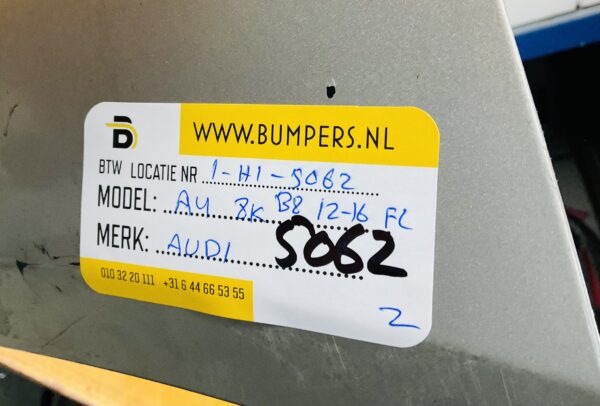 WWW.BUMPERS.NL
BTW LOCATIE NR 1-H1-5062
MODEL: A4 8K B8 12-16 FL
MERK: AUDI 5062
010 32 20 111 +31 6 44 66 53 55
2